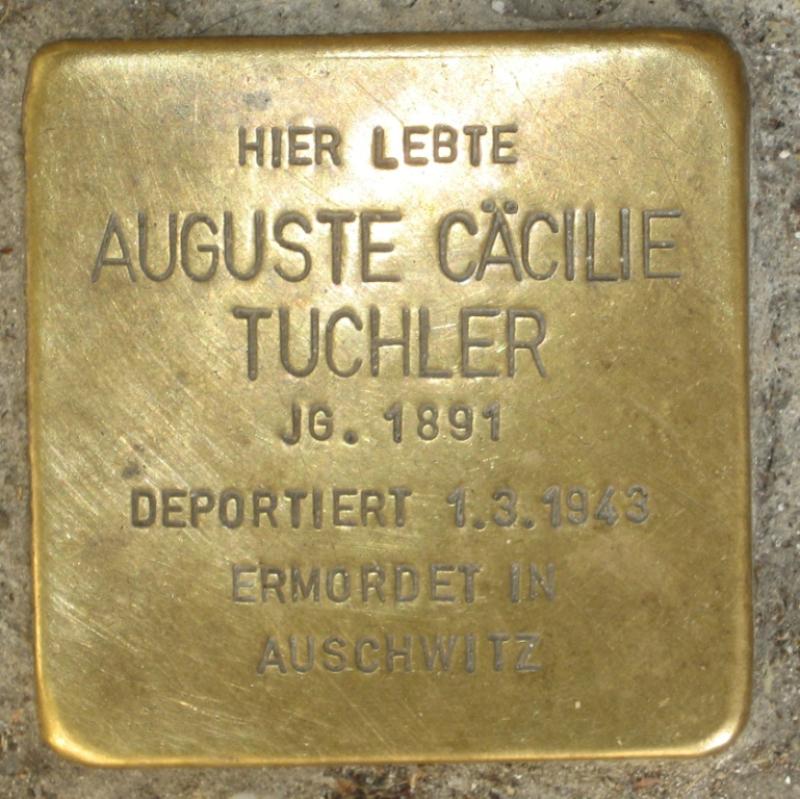 HIER LEBTE
AUGUSTE CÄCILIE
TUCHLER
JG. 1891
DEPORTIERT 1.3.1943
ERMORDET IN
AUSCHWITZ